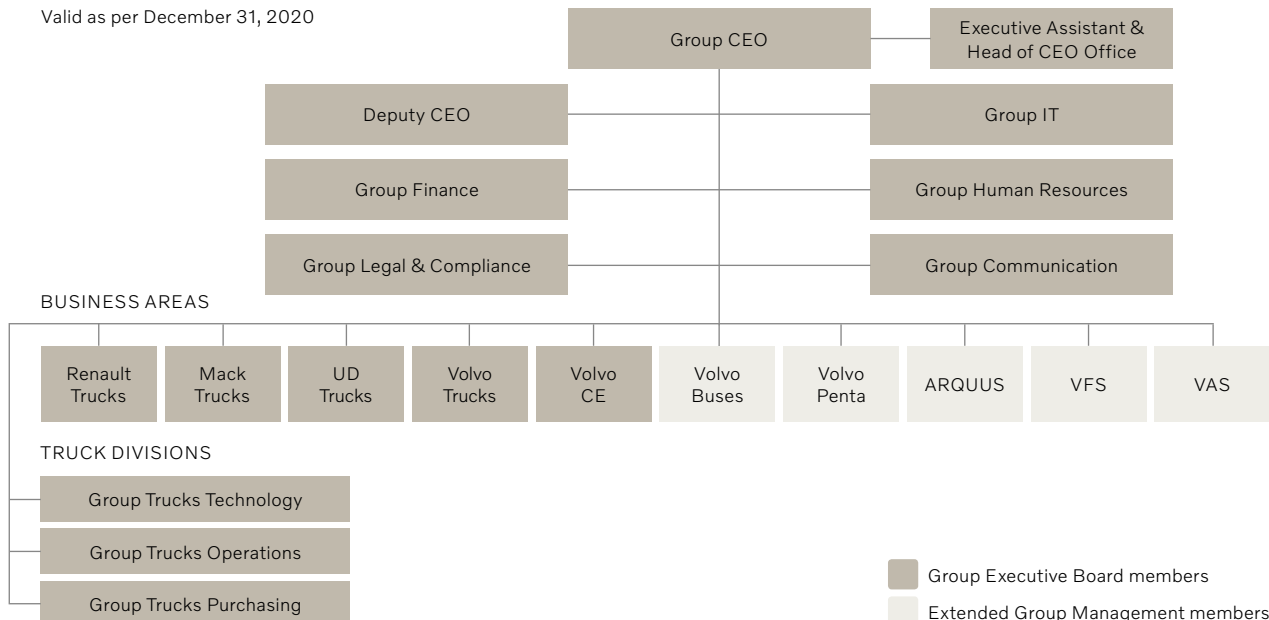 Valid as per December 31, 2020
Group CEO
Executive Assistant &
Head of CEO Office
Deputy CEO
Group IT
Group Finance
Group Human Resources
Group Legal & Compliance
Group Communication
BUSINESS AREAS
Renault
Trucks
Mack
Trucks
UD
Trucks
Volvo
Trucks
Volvo
CE
Volvo
Buses
Volvo
Penta
ARQUUS
VFS
VAS
TRUCK DIVISIONS
Group Trucks Technology
Group Trucks Operations
Group Trucks Purchasing
Group Executive Board members
Extended Group Management members